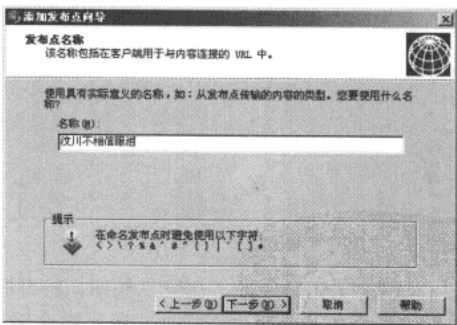 添加发布点向导
发布点名称
该名称包括在客户端用于与内容连接的 URL 中。
使用具有实际意义的名称，如：从发布点传输的内容的类型。您要使用什么名
称?
名称(M):
汶川不相信眼泪
提示
在命名发布点时避免使用以下字符:
< > \ ? % & ' # " { } | ` [ ] *
<上一步(B)
下一步(N)>
取消
帮助